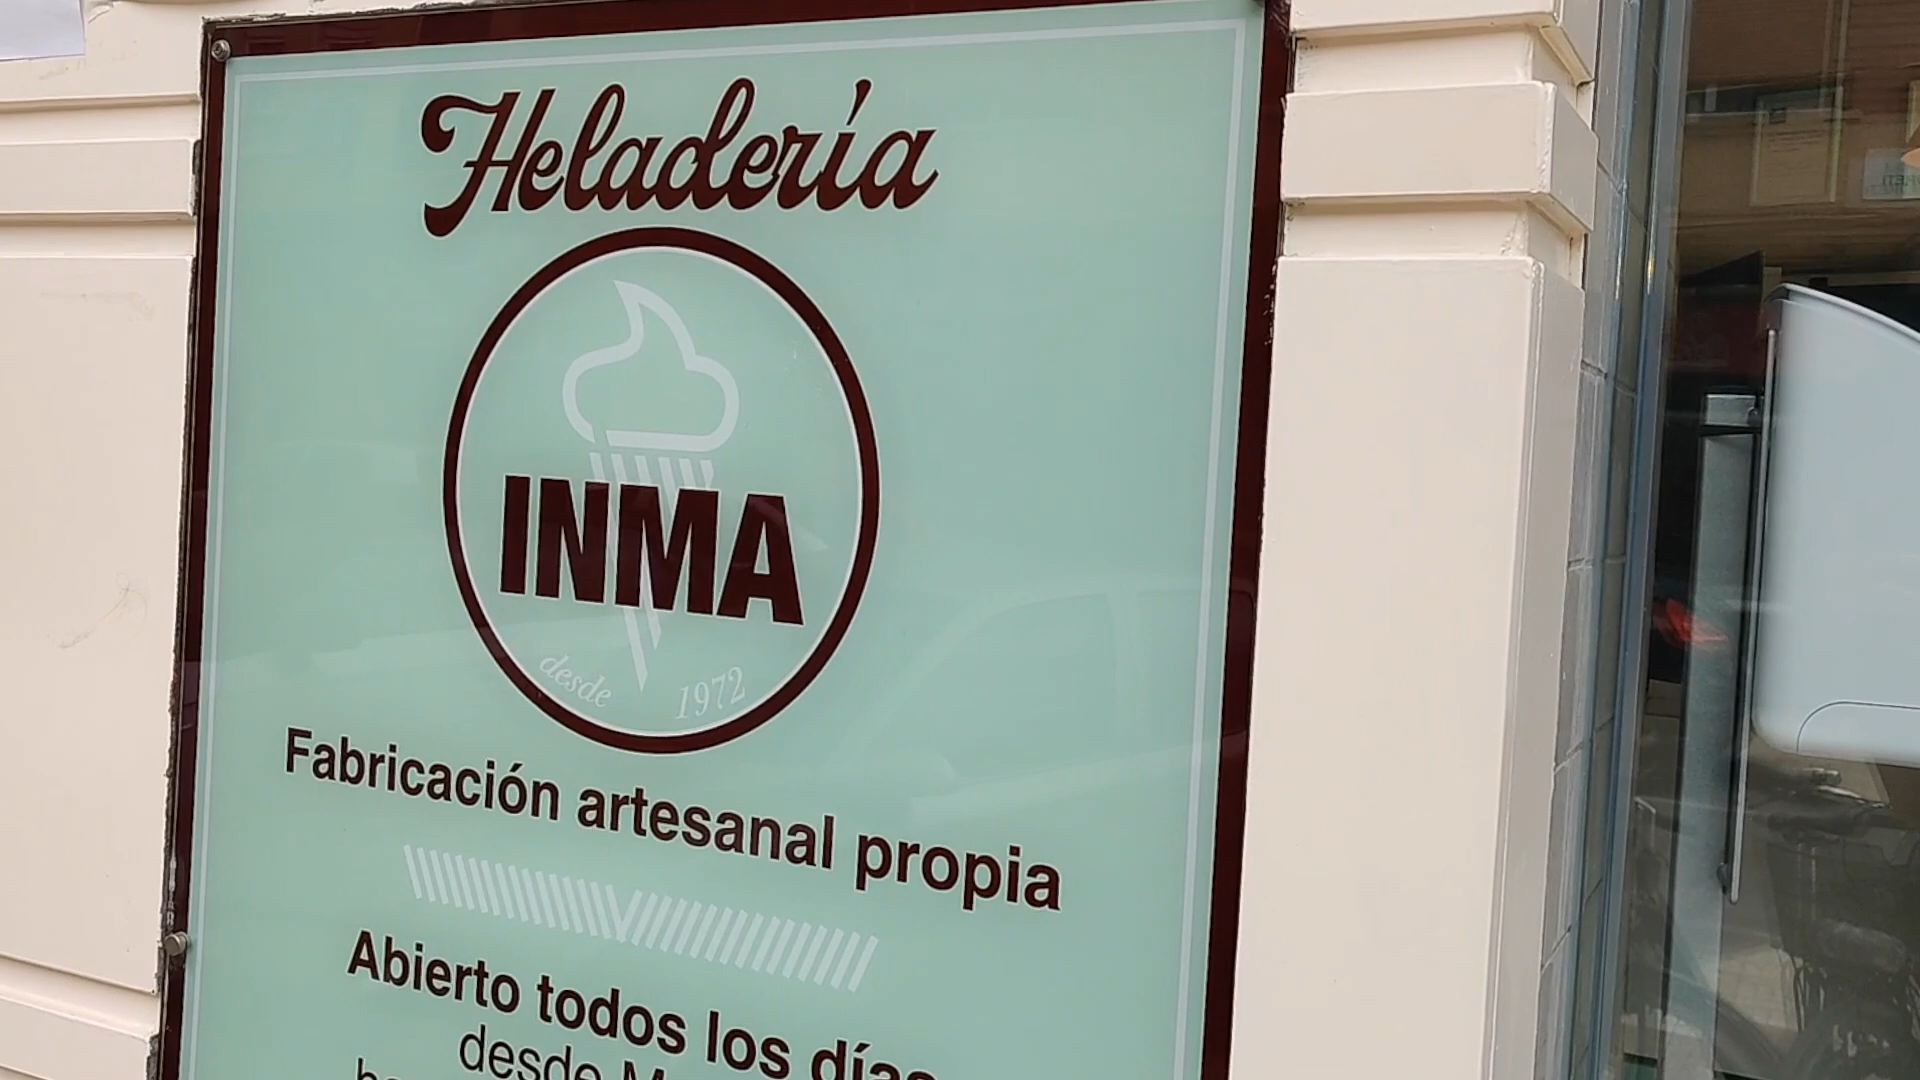 Heladería
INMA
desde 1972
Fabricación artesanal propia
Abierto todos los días
desde